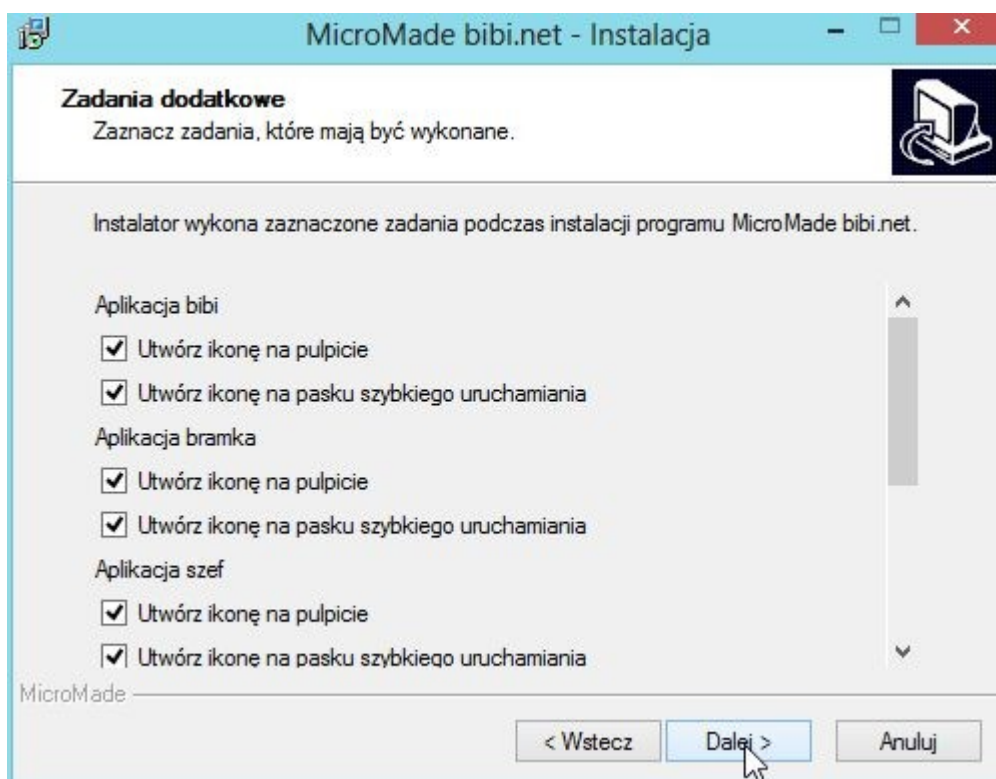 MicroMade bibi.net - Instalacja
Zadania dodatkowe
Zaznacz zadania, które mają być wykonane.
Instalator wykona zaznaczone zadania podczas instalacji programu MicroMade bibi.net.
Aplikacja bibi
Utwórz ikonę na pulpicie
Utwórz ikonę na pasku szybkiego uruchamiania
Aplikacja bramka
Utwórz ikonę na pulpicie
Utwórz ikonę na pasku szybkiego uruchamiania
Aplikacja szef
Utwórz ikonę na pulpicie
Utwórz ikonę na pasku szybkiego uruchamiania
MicroMade
< Wstecz
Dalej >
Anuluj